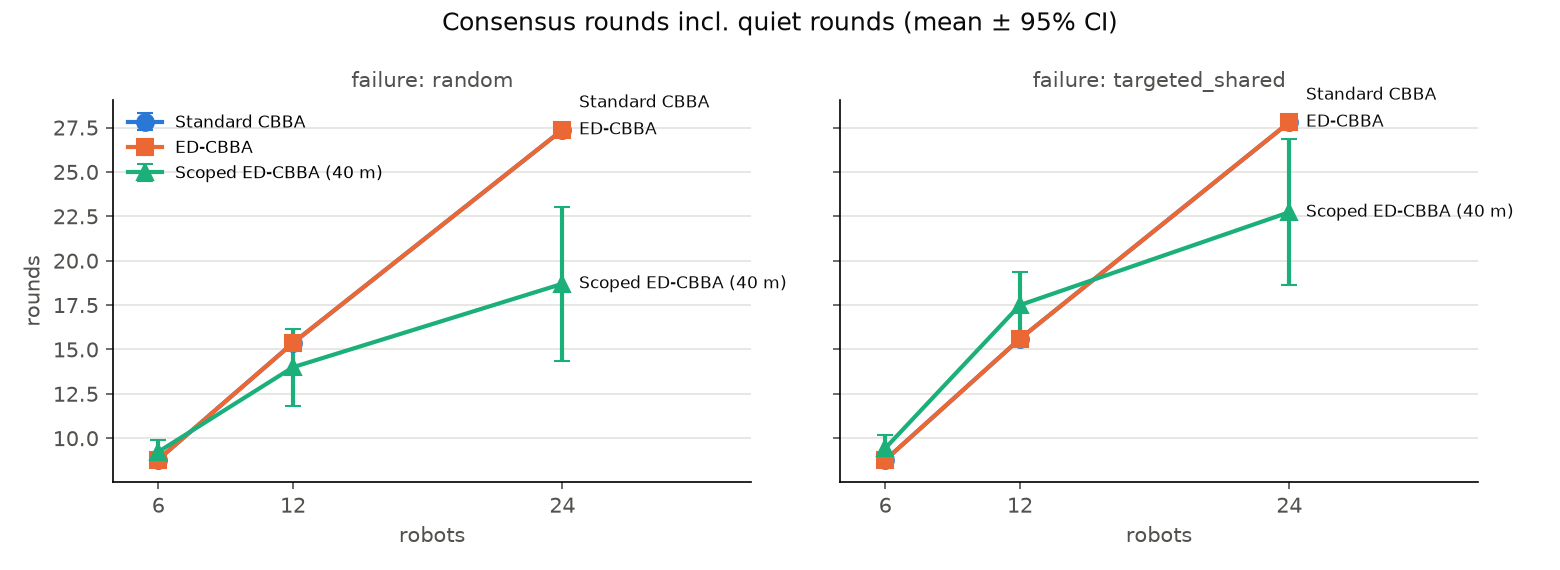 Consensus rounds incl. quiet rounds (mean ± 95% CI)
failure: random
Standard CBBA
ED-CBBA
Scoped ED-CBBA (40 m)
Standard CBBA
ED-CBBA
Scoped ED-CBBA (40 m)
27.5
25.0
22.5
20.0
17.5
15.0
12.5
10.0
rounds
6 12 24
robots
failure: targeted_shared
Standard CBBA
ED-CBBA
Scoped ED-CBBA (40 m)
6 12 24
robots